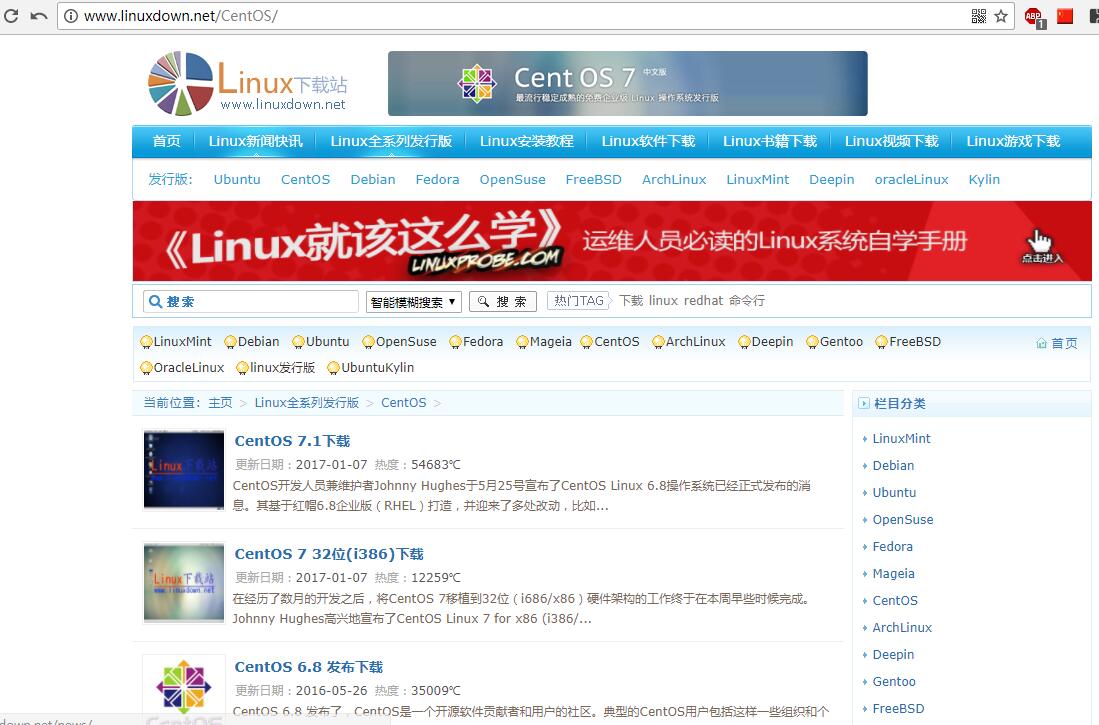 www.linuxdown.net/CentOS/
ABP
1
Linux下载站
www.linuxdown.net
Cent OS 7 中文版
最流行稳定成熟的免费企业级 Linux 操作系统发行版
首页 Linux新闻快讯 Linux全系列发行版 Linux安装教程 Linux软件下载 Linux书籍下载 Linux视频下载 Linux游戏下载
发行版: Ubuntu CentOS Debian Fedora OpenSuse FreeBSD ArchLinux LinuxMint Deepin oracleLinux Kylin
《Linux就该这么学》 运维人员必读的Linux系统自学手册
LINUXPROBE.COM
点击进入
搜索 智能模糊搜索 搜 索 热门TAG 下载 linux redhat 命令行
LinuxMint Debian Ubuntu OpenSuse Fedora Mageia CentOS ArchLinux Deepin Gentoo FreeBSD 首页
OracleLinux linux发行版 UbuntuKylin
当前位置: 主页 > Linux全系列发行版 > CentOS >
CentOS 7.1下载
更新日期：2017-01-07 热度：54683℃
CentOS开发人员兼维护者Johnny Hughes于5月25号宣布了CentOS Linux 6.8操作系统已经正式发布的消
息。其基于红帽6.8企业版（RHEL）打造，并迎来了多处改动，比如...
Linux下载站
CentOS 7 32位(i386)下载
更新日期：2017-01-07 热度：12259℃
在经历了数月的开发之后，将CentOS 7移植到32位（i686/x86）硬件架构的工作终于在本周早些时候完成。
Johnny Hughes高兴地宣布了CentOS Linux 7 for x86 (i386/...
Linux下载站
www.linuxdown.net
CentOS 6.8 发布下载
更新日期：2016-05-26 热度：35009℃
CentOS 6.8 发布了，CentOS是一个开源软件贡献者和用户的社区。典型的CentOS用户包括这样一些组织和个
CentOS
down.net/news/
栏目分类
LinuxMint
Debian
Ubuntu
OpenSuse
Fedora
Mageia
CentOS
ArchLinux
Deepin
Gentoo
FreeBSD